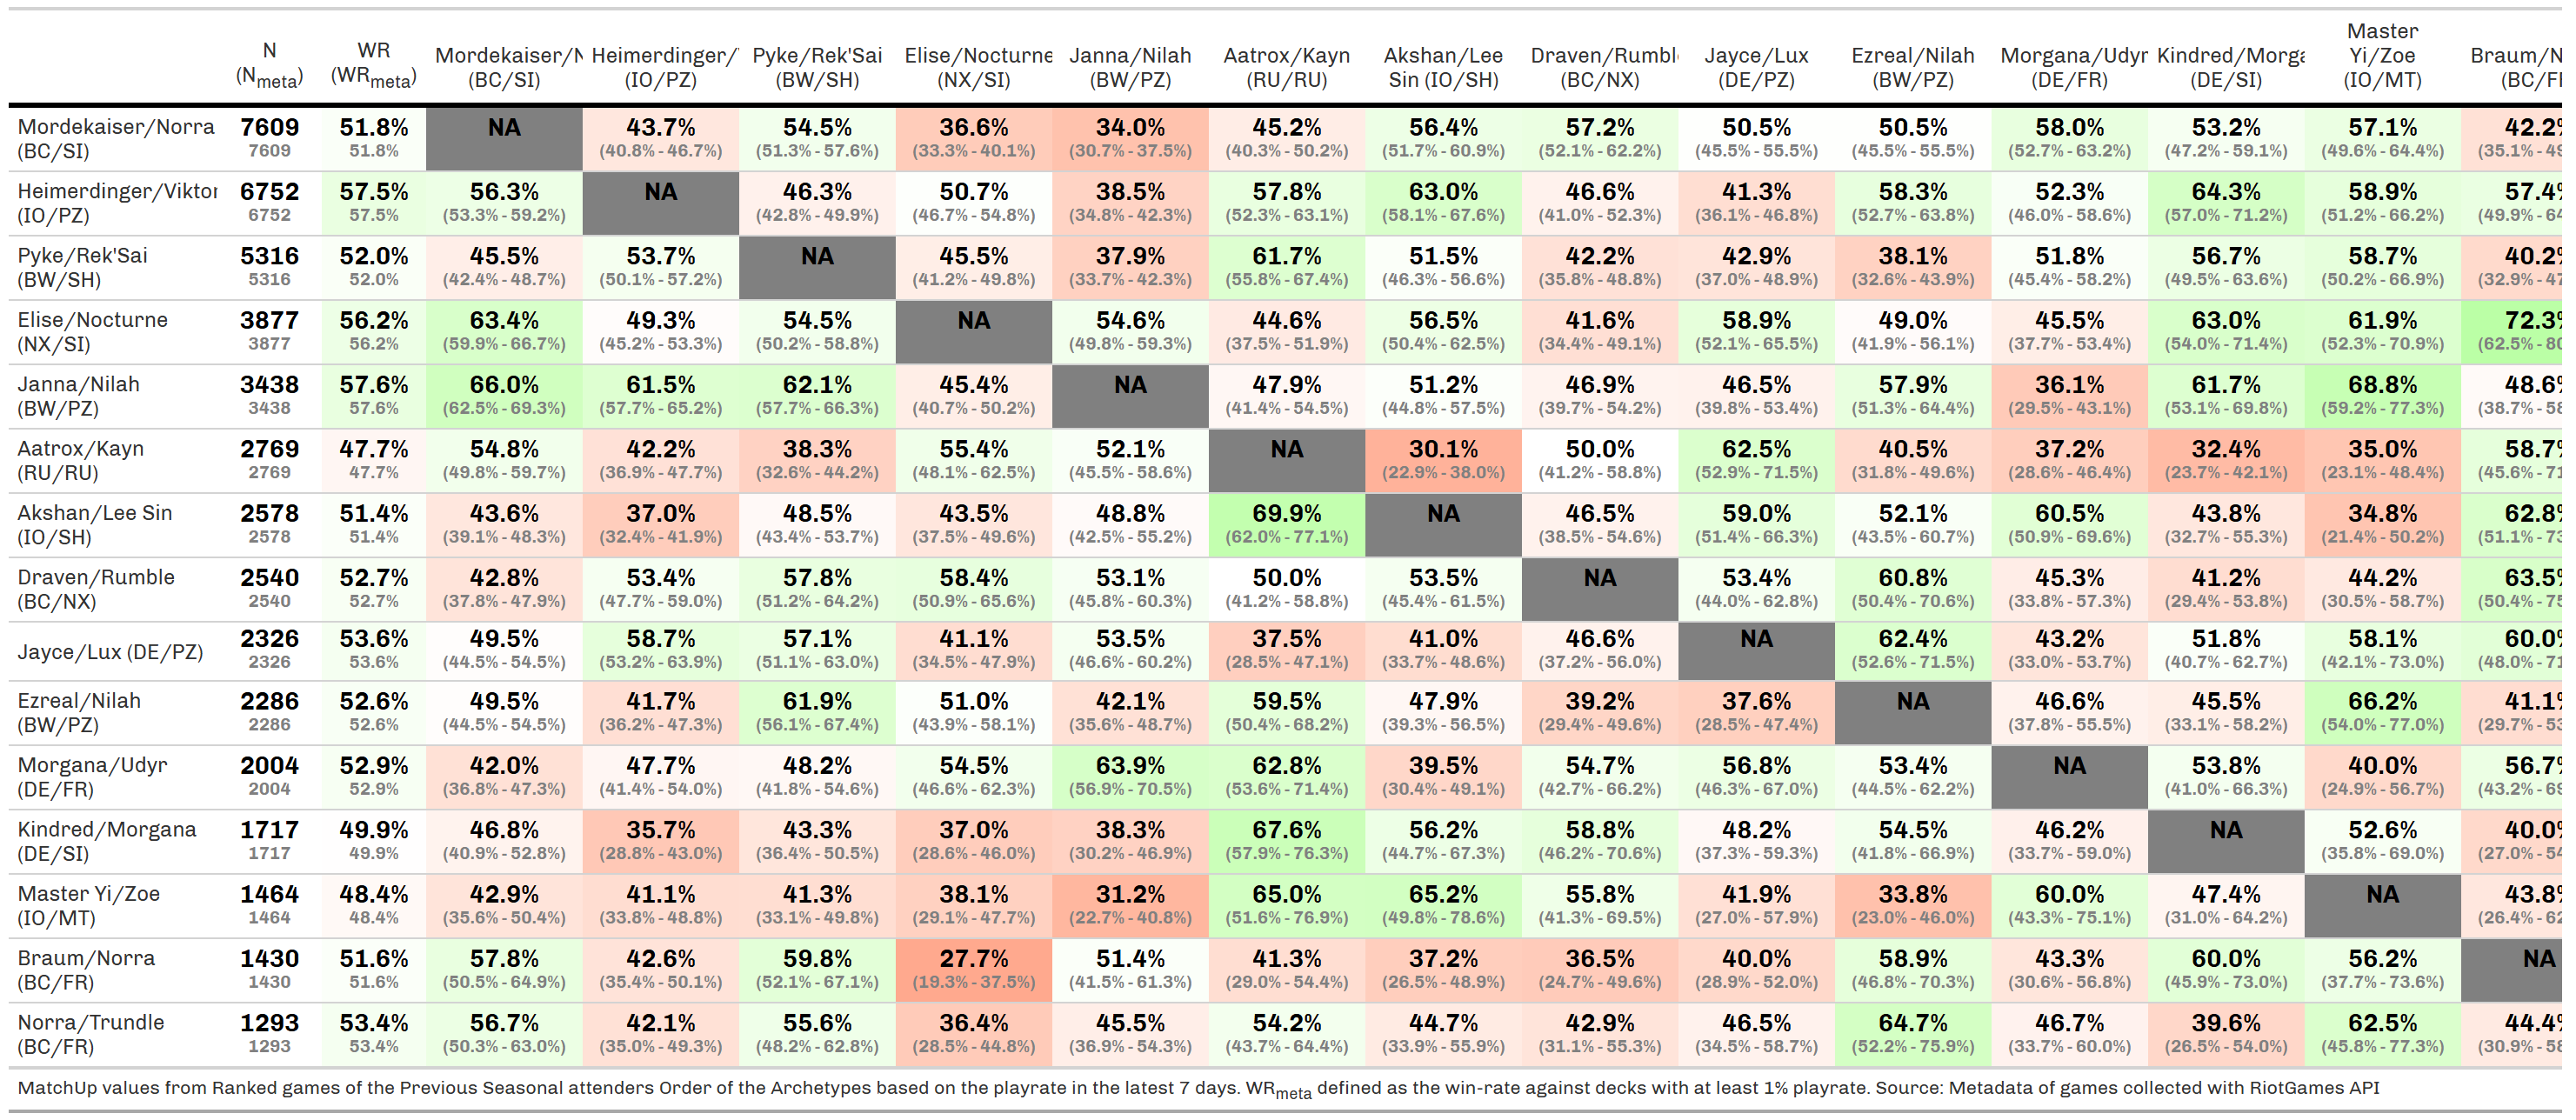 N (Nmeta) WR (WRmeta) Mordekaiser/N (BC/SI) Heimerdinger/ (IO/PZ) Pyke/Rek'Sai (BW/SH) Elise/Nocturne (NX/SI) Janna/Nilah (BW/PZ) Aatrox/Kayn (RU/RU) Akshan/Lee Sin (IO/SH) Draven/Rumbl (BC/NX) Jayce/Lux (DE/PZ) Ezreal/Nilah (BW/PZ) Morgana/Udyr (DE/FR) Kindred/Morga (DE/SI) Master Yi/Zoe (IO/MT) Braum/N (BC/FR
Mordekaiser/Norra 7609 51.8% NA 43.7% 54.5% 36.6% 34.0% 45.2% 56.4% 57.2% 50.5% 50.5% 58.0% 53.2% 57.1% 42.2%
(BC/SI) 7609 51.8% (40.8% - 46.7%) (51.3% - 57.6%) (33.3% - 40.1%) (30.7% - 37.5%) (40.3% - 50.2%) (51.7% - 60.9%) (52.1% - 62.2%) (45.5% - 55.5%) (45.5% - 55.5%) (52.7% - 63.2%) (47.2% - 59.1%) (49.6% - 64.4%) (35.1% - 49
Heimerdinger/Viktor 6752 57.5% 56.3% NA 46.3% 50.7% 38.5% 57.8% 63.0% 46.6% 41.3% 58.3% 52.3% 64.3% 58.9% 57.4%
(IO/PZ) 6752 57.5% (53.3% - 59.2%) (42.8% - 49.9%) (46.7% - 54.8%) (34.8% - 42.3%) (52.3% - 63.1%) (58.1% - 67.6%) (41.0% - 52.3%) (36.1% - 46.8%) (52.7% - 63.8%) (46.0% - 58.6%) (57.0% - 71.2%) (51.2% - 66.2%) (49.9% - 64
Pyke/Rek'Sai 5316 52.0% 45.5% 53.7% NA 45.5% 37.9% 61.7% 51.5% 42.2% 42.9% 38.1% 51.8% 56.7% 58.7% 40.2%
(BW/SH) 5316 52.0% (42.4% - 48.7%) (50.1% - 57.2%) (41.2% - 49.8%) (33.7% - 42.3%) (55.8% - 67.4%) (46.3% - 56.6%) (35.8% - 48.8%) (37.0% - 48.9%) (32.6% - 43.9%) (45.4% - 58.2%) (49.5% - 63.6%) (50.2% - 66.9%) (32.9% - 47
Elise/Nocturne 3877 56.2% 63.4% 49.3% 54.5% NA 54.6% 44.6% 56.5% 41.6% 58.9% 49.0% 45.5% 63.0% 61.9% 72.3%
(NX/SI) 3877 56.2% (59.9% - 66.7%) (45.2% - 53.3%) (50.2% - 58.8%) (49.8% - 59.3%) (37.5% - 51.9%) (50.4% - 62.5%) (34.4% - 49.1%) (52.1% - 65.5%) (41.9% - 56.1%) (37.7% - 53.4%) (54.0% - 71.4%) (52.3% - 70.9%) (62.5% - 80
Janna/Nilah 3438 57.6% 66.0% 61.5% 62.1% 45.4% NA 47.9% 51.2% 46.9% 46.5% 57.9% 36.1% 61.7% 68.8% 48.6%
(BW/PZ) 3438 57.6% (62.5% - 69.3%) (57.7% - 65.2%) (57.7% - 66.3%) (40.7% - 50.2%) (41.4% - 54.5%) (44.8% - 57.5%) (39.7% - 54.2%) (39.8% - 53.4%) (51.3% - 64.4%) (29.5% - 43.1%) (53.1% - 69.8%) (59.2% - 77.3%) (38.7% - 58
Aatrox/Kayn 2769 47.7% 54.8% 42.2% 38.3% 55.4% 52.1% NA 30.1% 50.0% 62.5% 40.5% 37.2% 32.4% 35.0% 58.7%
(RU/RU) 2769 47.7% (49.8% - 59.7%) (36.9% - 47.7%) (32.6% - 44.2%) (48.1% - 62.5%) (45.5% - 58.6%) (22.9% - 38.0%) (41.2% - 58.8%) (52.9% - 71.5%) (31.8% - 49.6%) (28.6% - 46.4%) (23.7% - 42.1%) (23.1% - 48.4%) (45.6% - 71
Akshan/Lee Sin 2578 51.4% 43.6% 37.0% 48.5% 43.5% 48.8% 69.9% NA 46.5% 59.0% 52.1% 60.5% 43.8% 34.8% 62.8%
(IO/SH) 2578 51.4% (39.1% - 48.3%) (32.4% - 41.9%) (43.4% - 53.7%) (37.5% - 49.6%) (42.5% - 55.2%) (62.0% - 77.1%) (38.5% - 54.6%) (51.4% - 66.3%) (43.5% - 60.7%) (50.9% - 69.6%) (32.7% - 55.3%) (21.4% - 50.2%) (51.1% - 73
Draven/Rumble 2540 52.7% 42.8% 53.4% 57.8% 58.4% 53.1% 50.0% 53.5% NA 53.4% 60.8% 45.3% 41.2% 44.2% 63.5%
(BC/NX) 2540 52.7% (37.8% - 47.9%) (47.7% - 59.0%) (51.2% - 64.2%) (50.9% - 65.6%) (45.8% - 60.3%) (41.2% - 58.8%) (45.4% - 61.5%) (44.0% - 62.8%) (50.4% - 70.6%) (33.8% - 57.3%) (29.4% - 53.8%) (30.5% - 58.7%) (50.4% - 75
Jayce/Lux (DE/PZ) 2326 53.6% 49.5% 58.7% 57.1% 41.1% 53.5% 37.5% 41.0% 46.6% NA 62.4% 43.2% 51.8% 58.1% 60.0%
2326 53.6% (44.5% - 54.5%) (53.2% - 63.9%) (51.1% - 63.0%) (34.5% - 47.9%) (46.6% - 60.2%) (28.5% - 47.1%) (33.7% - 48.6%) (37.2% - 56.0%) (52.6% - 71.5%) (33.0% - 53.7%) (40.7% - 62.7%) (42.1% - 73.0%) (48.0% - 71
Ezreal/Nilah 2286 52.6% 49.5% 41.7% 61.9% 51.0% 42.1% 59.5% 47.9% 39.2% 37.6% NA 46.6% 45.5% 66.2% 41.1%
(BW/PZ) 2286 52.6% (44.5% - 54.5%) (36.2% - 47.3%) (56.1% - 67.4%) (43.9% - 58.1%) (35.6% - 48.7%) (50.4% - 68.2%) (39.3% - 56.5%) (29.4% - 49.6%) (28.5% - 47.4%) (37.8% - 55.5%) (33.1% - 58.2%) (54.0% - 77.0%) (29.7% - 53
Morgana/Udyr 2004 52.9% 42.0% 47.7% 48.2% 54.5% 63.9% 62.8% 39.5% 54.7% 56.8% 53.4% NA 53.8% 40.0% 56.7%
(DE/FR) 2004 52.9% (36.8% - 47.3%) (41.4% - 54.0%) (41.8% - 54.6%) (46.6% - 62.3%) (56.9% - 70.5%) (53.6% - 71.4%) (30.4% - 49.1%) (42.7% - 66.2%) (46.3% - 67.0%) (44.5% - 62.2%) (41.0% - 66.3%) (24.9% - 56.7%) (43.2% - 69
Kindred/Morgana 1717 49.9% 46.8% 35.7% 43.3% 37.0% 38.3% 67.6% 56.2% 58.8% 48.2% 54.5% 46.2% NA 52.6% 40.0%
(DE/SI) 1717 49.9% (40.9% - 52.8%) (28.8% - 43.0%) (36.4% - 50.5%) (28.6% - 46.0%) (30.2% - 46.9%) (57.9% - 76.3%) (44.7% - 67.3%) (46.2% - 70.6%) (37.3% - 59.3%) (41.8% - 66.9%) (33.7% - 59.0%) (35.8% - 69.0%) (27.0% - 54
Master Yi/Zoe 1464 48.4% 42.9% 41.1% 41.3% 38.1% 31.2% 65.0% 65.2% 55.8% 41.9% 33.8% 60.0% 47.4% NA 43.8%
(IO/MT) 1464 48.4% (35.6% - 50.4%) (33.8% - 48.8%) (33.1% - 49.8%) (29.1% - 47.7%) (22.7% - 40.8%) (51.6% - 76.9%) (49.8% - 78.6%) (41.3% - 69.5%) (27.0% - 57.9%) (23.0% - 46.0%) (43.3% - 75.1%) (31.0% - 64.2%) (26.4% - 62
Braum/Norra 1430 51.6% 57.8% 42.6% 59.8% 27.7% 51.4% 41.3% 37.2% 36.5% 40.0% 58.9% 43.3% 60.0% 56.2% NA
(BC/FR) 1430 51.6% (50.5% - 64.9%) (35.4% - 50.1%) (52.1% - 67.1%) (19.3% - 37.5%) (41.5% - 61.3%) (29.0% - 54.4%) (26.5% - 48.9%) (24.7% - 49.6%) (28.9% - 52.0%) (46.8% - 70.3%) (30.6% - 56.8%) (45.9% - 73.0%) (37.7% - 73.6%)
Norra/Trundle 1293 53.4% 56.7% 42.1% 55.6% 36.4% 45.5% 54.2% 44.7% 42.9% 46.5% 64.7% 46.7% 39.6% 62.5% 44.4%
(BC/FR) 1293 53.4% (50.3% - 63.0%) (35.0% - 49.3%) (48.2% - 62.8%) (28.5% - 44.8%) (36.9% - 54.3%) (43.7% - 64.4%) (33.9% - 55.9%) (31.1% - 55.3%) (34.5% - 58.7%) (52.2% - 75.9%) (33.7% - 60.0%) (26.5% - 54.0%) (45.8% - 77.3%) (30.9% - 58
MatchUp values from Ranked games of the Previous Seasonal attenders Order of the Archetypes based on the playrate in the latest 7 days. WRmeta defined as the win-rate against decks with at least 1% playrate. Source: Metadata of games collected with RiotGames API